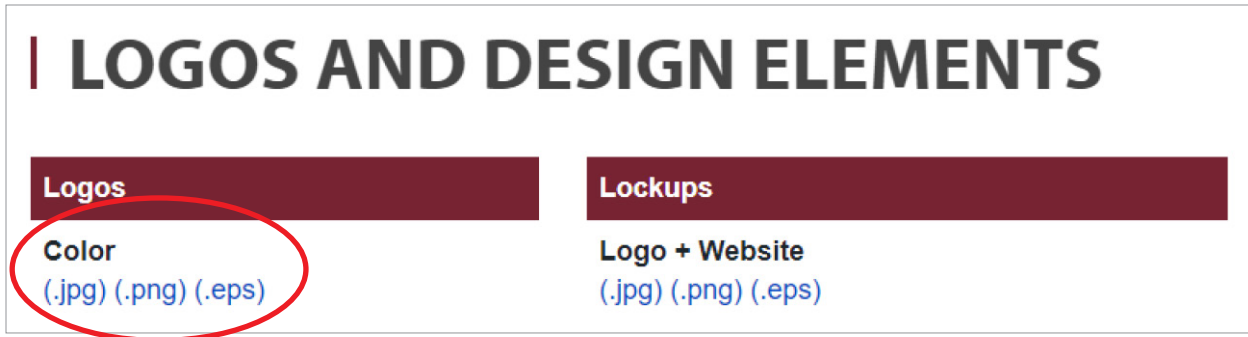 LOGOS AND DESIGN ELEMENTS
Logos
Color
(.jpg) (.png) (.eps)
Lockups
Logo + Website
(.jpg) (.png) (.eps)